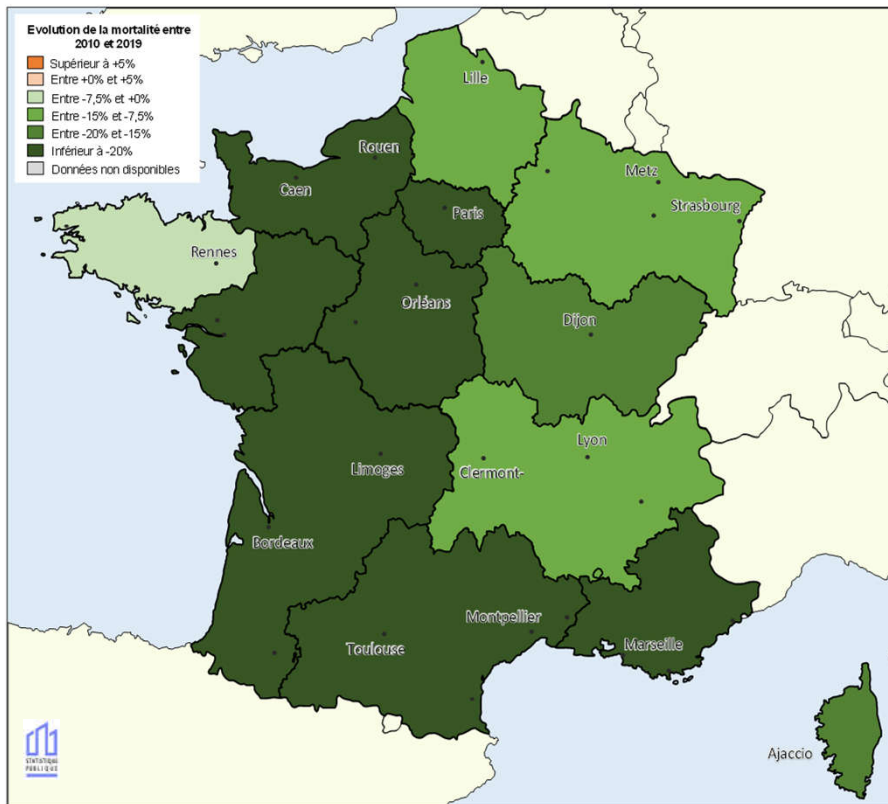 Evolution de la mortalité entre
2010 et 2019
Supérieur à +5%
Entre +0% et +5%
Entre -7,5% et +0%
Entre -15% et -7,5%
Entre -20% et -15%
Inférieur à -20%
Données non disponibles
Lille
Rouen
Caen
Metz
Paris
Strasbourg
Rennes
Orléans
Dijon
Lyon
Limoges
Clermont-
Bordeaux
Montpellier
Toulouse
Marseille
Ajaccio
STATISTIQUE
PUBLIQUE